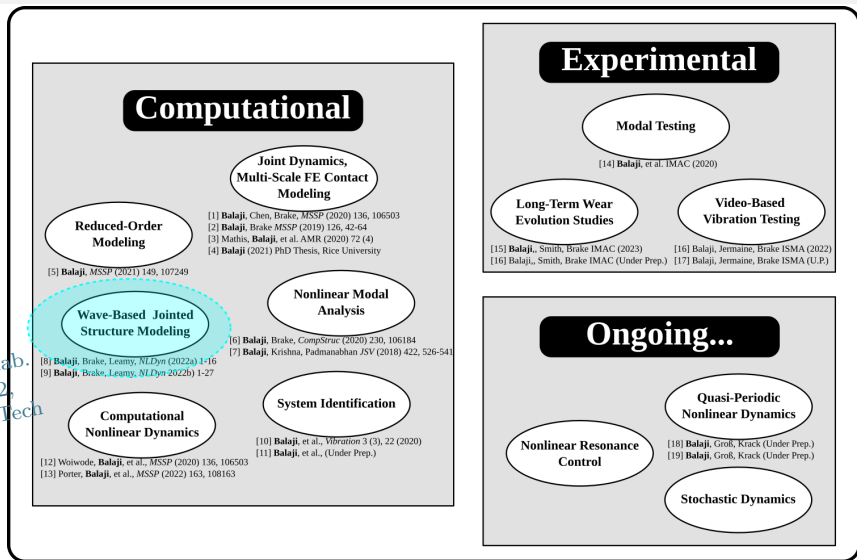 Computational
Joint Dynamics,
Multi-Scale FE Contact
Modeling
[1] Balaji, Chen, Brake, MSSP (2020) 136, 106503
[2] Balaji, Brake MSSP (2019) 126, 42-64
[3] Mathis, Balaji, et al. AMR (2020) 72 (4)
[4] Balaji (2021) PhD Thesis, Rice University
Reduced-Order
Modeling
[5] Balaji, MSSP (2021) 149, 107249
Wave-Based Jointed
Structure Modeling
[8] Balaji, Brake, Leamy, NLDyn (2022a) 1-16
[9] Balaji, Brake, Leamy, NLDyn 2022b) 1-27
Nonlinear Modal
Analysis
[6] Balaji, Brake, CompStruc (2020) 230, 106184
[7] Balaji, Krishna, Padmanabhan JSV (2018) 422, 526-541
ab.
2,
Tech
Computational
Nonlinear Dynamics
[12] Woiwode, Balaji, et al., MSSP (2020) 136, 106503
[13] Porter, Balaji, et al., MSSP (2022) 163, 108163
System Identification
[10] Balaji, et al., Vibration 3 (3), 22 (2020)
[11] Balaji, et al., (Under Prep.)
Experimental
Modal Testing
[14] Balaji, et al. IMAC (2020)
Long-Term Wear
Evolution Studies
[15] Balaji,, Smith, Brake IMAC (2023)
[16] Balaji,, Smith, Brake IMAC (Under Prep.)
Video-Based
Vibration Testing
[16] Balaji, Jermaine, Brake ISMA (2022)
[17] Balaji, Jermaine, Brake ISMA (U.P.)
Ongoing...
Quasi-Periodic
Nonlinear Dynamics
[18] Balaji, Groß, Krack (Under Prep.)
[19] Balaji, Groß, Krack (Under Prep.)
Nonlinear Resonance
Control
Stochastic Dynamics